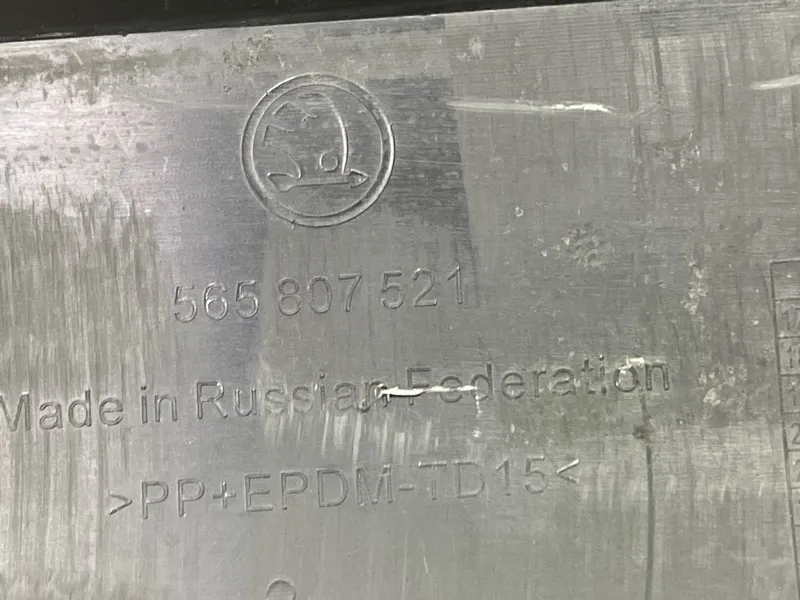 565 807 521
Made in Russian Federation
>PP+EPDM-TD15<